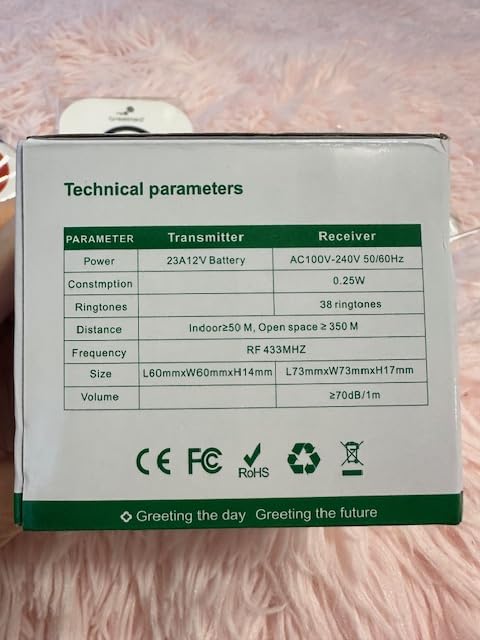 Technical parameters
PARAMETER Transmitter Receiver
Power 23A12V Battery AC100V-240V 50/60Hz
Constmption 0.25W
Ringtones 38 ringtones
Distance Indoor≥50 M, Open space ≥ 350 M
Frequency RF 433MHZ
Size L60mmxW60mmxH14mm L73mmxW73mmxH17mm
Volume ≥70dB/1m
CE FC RoHS
Greeting the day Greeting the future